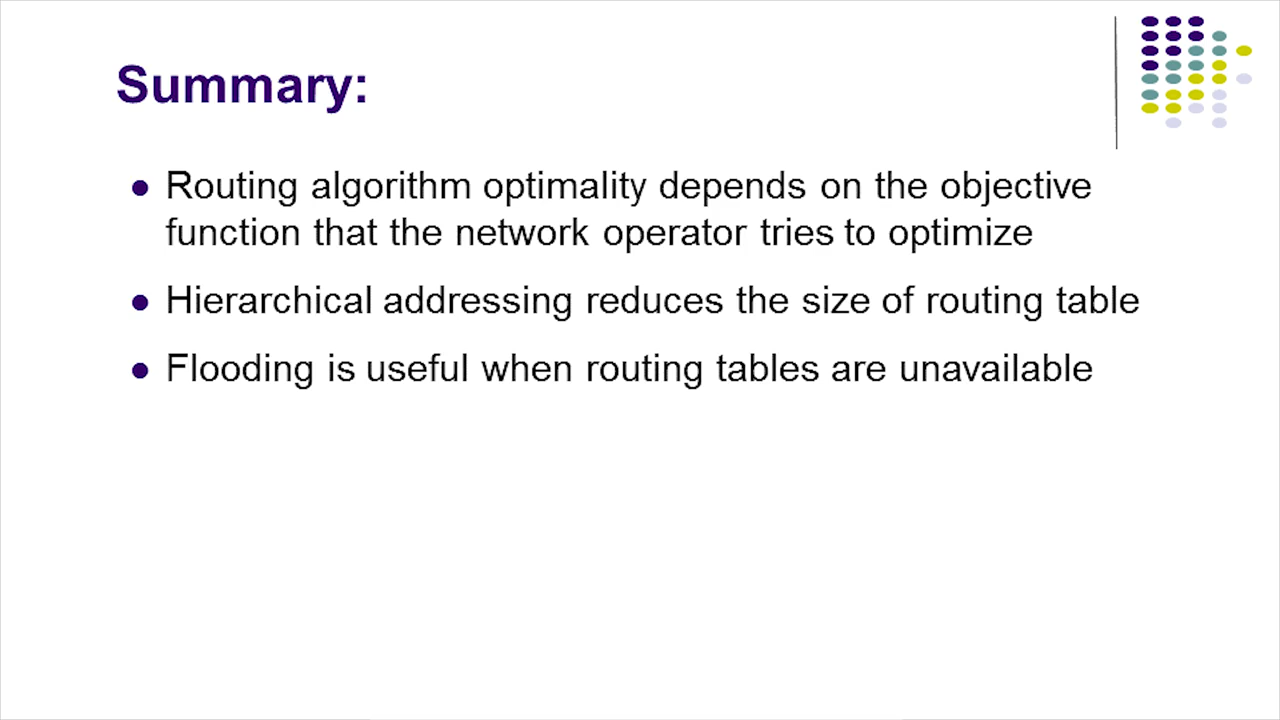 Summary:
Routing algorithm optimality depends on the objective
function that the network operator tries to optimize
Hierarchical addressing reduces the size of routing table
Flooding is useful when routing tables are unavailable